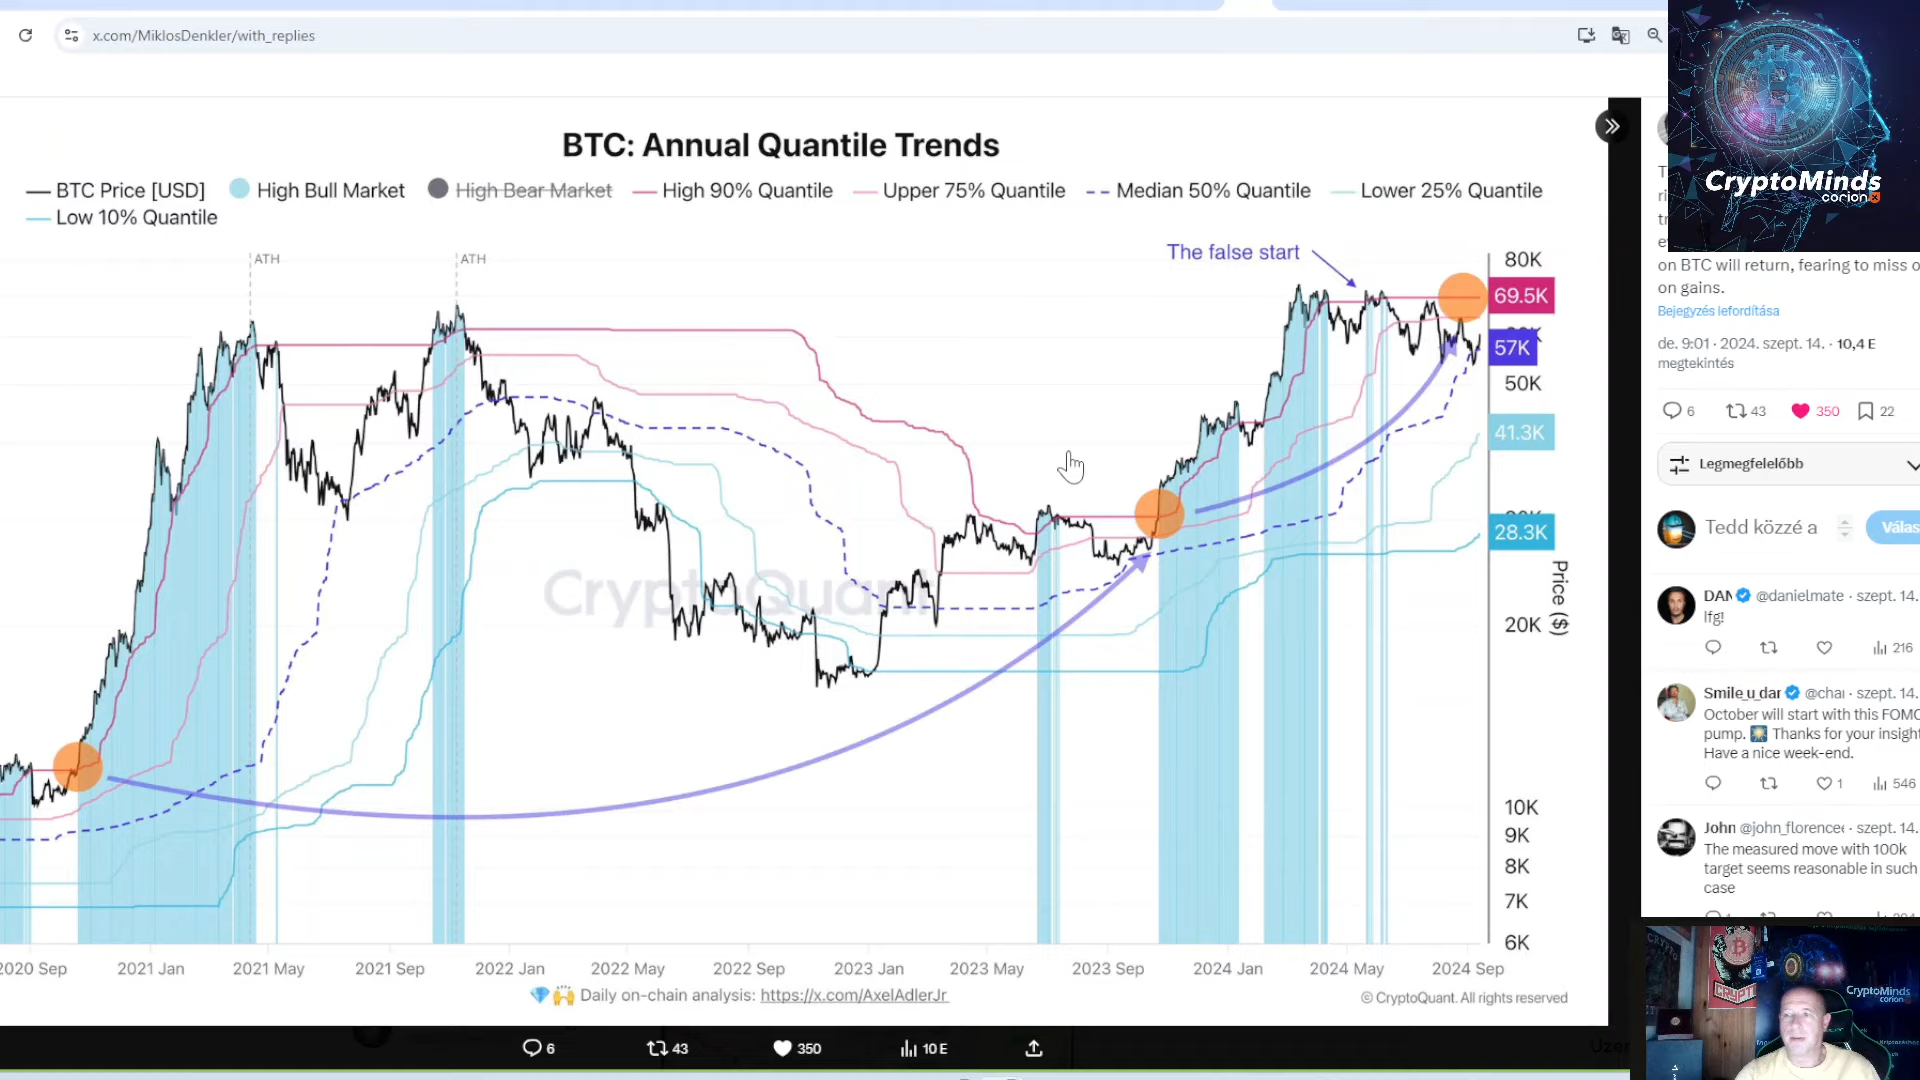 x.com/MiklosDenkler/with_replies
CryptoMinds
corion
BTC: Annual Quantile Trends
BTC Price [USD] High Bull Market High Bear Market High 90% Quantile Upper 75% Quantile Median 50% Quantile Lower 25% Quantile
Low 10% Quantile
ATH
ATH
The false start
80K
69.5K
57K
50K
41.3K
28.3K
20K
10K
9K
8K
7K
6K
Price ($)
CryptoQuant
2020 Sep 2021 Jan 2021 May 2021 Sep 2022 Jan 2022 May 2022 Sep 2023 Jan 2023 May 2023 Sep 2024 Jan 2024 May 2024 Sep
💎🙌 Daily on-chain analysis: https://x.com/AxelAdlerJr
© CryptoQuant. All rights reserved
6 43 350 10 E
on BTC will return, fearing to miss o
on gains.
Bejegyzés lefordítása
de. 9:01 · 2024. szept. 14. · 10,4 E
megtekintés
6 43 350 22
Legmegfelelőbb
Tedd közzé a
Válas
DAN @danielmate · szept. 14.
lfg!
216
Smile_u_dar @chai · szept. 14.
October will start with this FOMO
pump. Thanks for your insight
Have a nice week-end.
1 546
John @john_florence · szept. 14.
The measured move with 100k
target seems reasonable in such
case
CRYPTO
CryptoMinds
corion